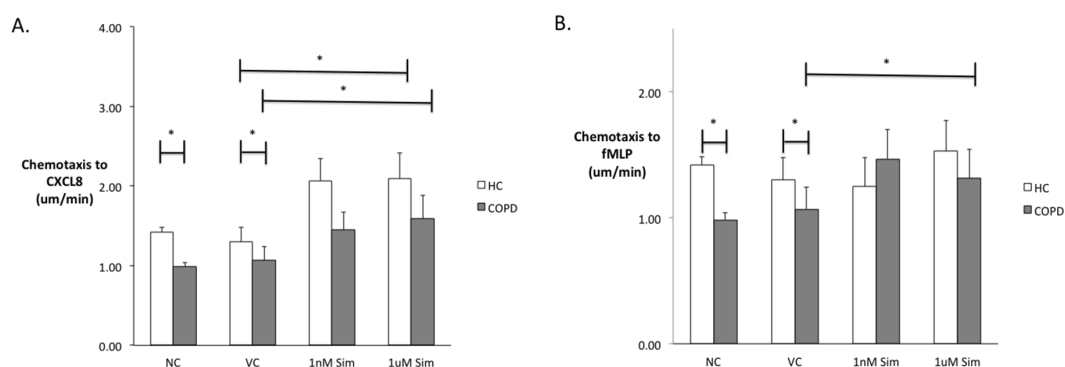 A.
4.00
3.00
2.00
1.00
0.00
Chemotaxis to
CXCL8
(um/min)
*
*
*
*
NC
VC
1nM Sim
1uM Sim
HC
COPD
B.
2.00
1.00
0.00
Chemotaxis to
fMLP
(um/min)
*
*
*
NC
VC
1nM Sim
1uM Sim
HC
COPD